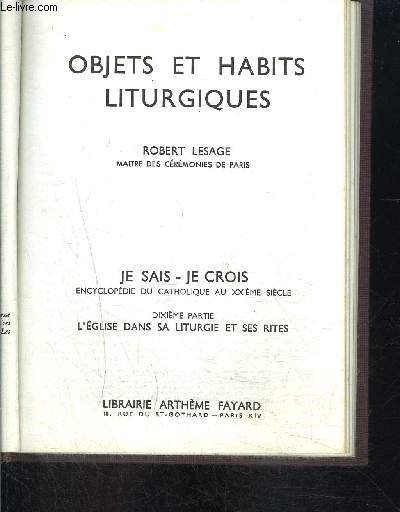 Le-livre.com
OBJETS ET HABITS
LITURGIQUES
ROBERT LESAGE
MAITRE DES CÉRÉMONIES DE PARIS
JE SAIS - JE CROIS
ENCYCLOPÉDIE DU CATHOLIQUE AU XXÈME SIÈCLE
DIXIÈME PARTIE
L'ÉGLISE DANS SA LITURGIE ET SES RITES
LIBRAIRIE ARTHÈME FAYARD
18, RUE DU ST-GOTHARD — PARIS XIV